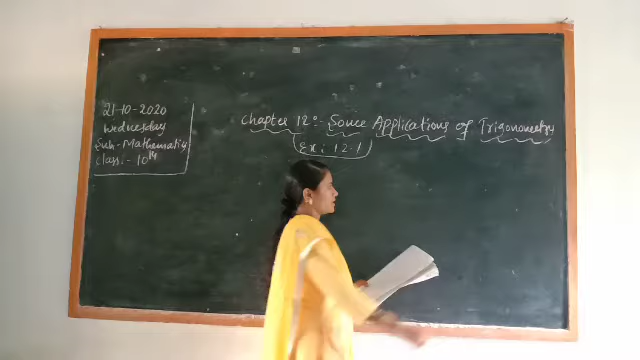 21-10-2020
Wednesday
Sub:- Mathematics
Class:- 10th
Chapter 12:- Some Applications of Trigonometry
Ex: 12.1